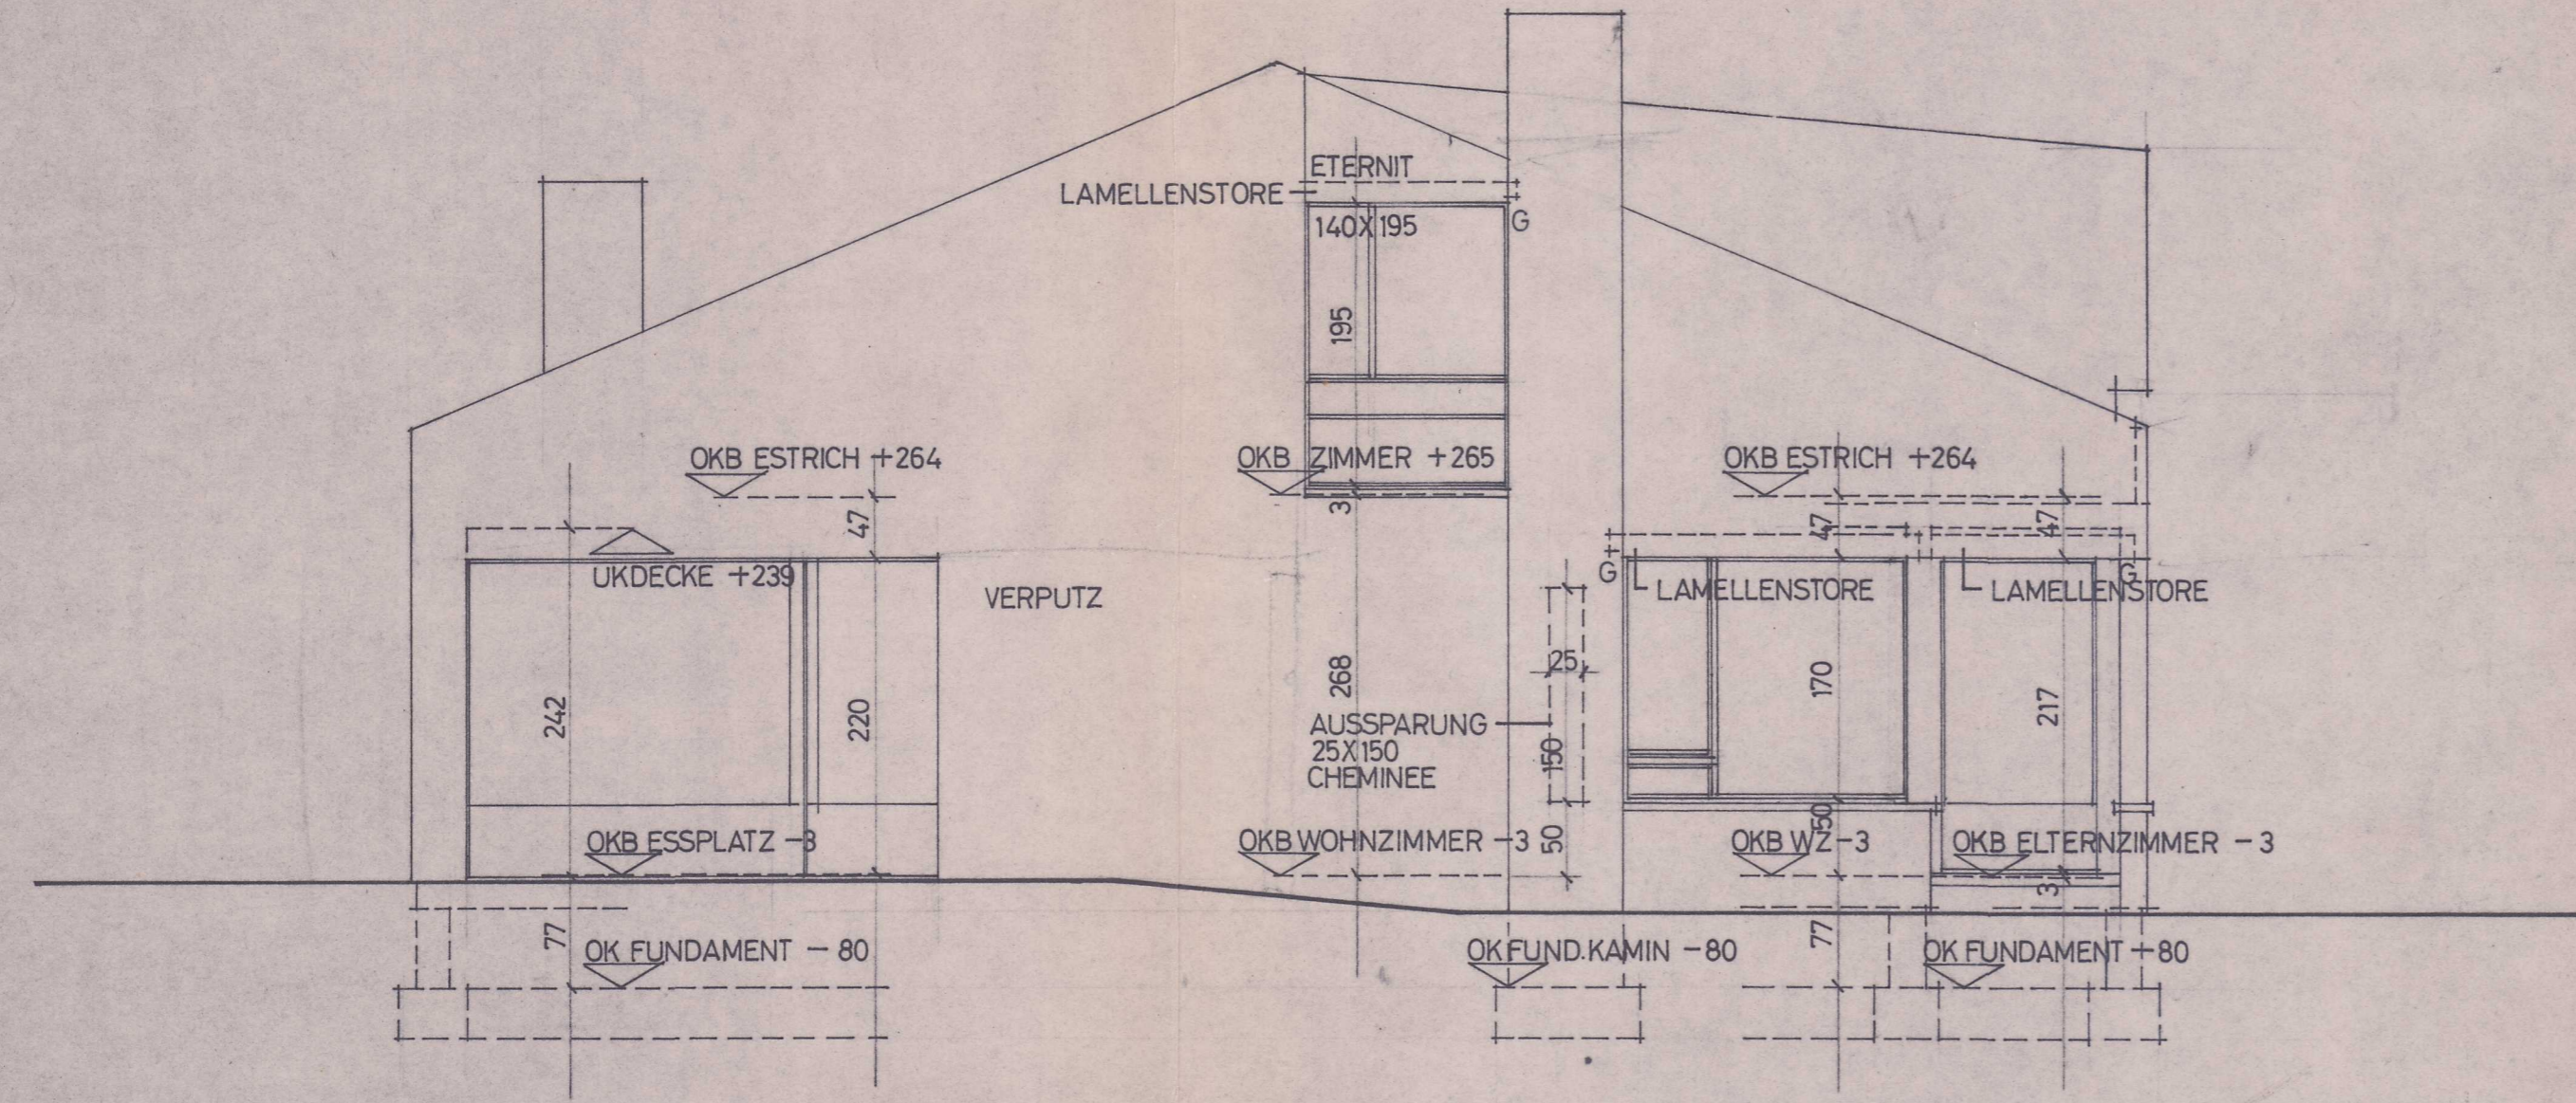 ETERNIT
LAMELLENSTORE
140X195
G
195
OKB ESTRICH +264
OKB ZIMMER +265
OKB ESTRICH +264
3
47
47
47
UKDECKE +239
VERPUTZ
G
LAMELLENSTORE
G
LAMELLENSTORE
242
220
268
25
170
217
AUSSPARUNG
25X150
CHEMINEE
150
50
50
OKB ESSPLATZ -3
OKB WOHNZIMMER -3
OKB WZ-3
OKB ELTERNZIMMER -3
3
77
77
OK FUNDAMENT - 80
OK FUND.KAMIN -80
OK FUNDAMENT -80